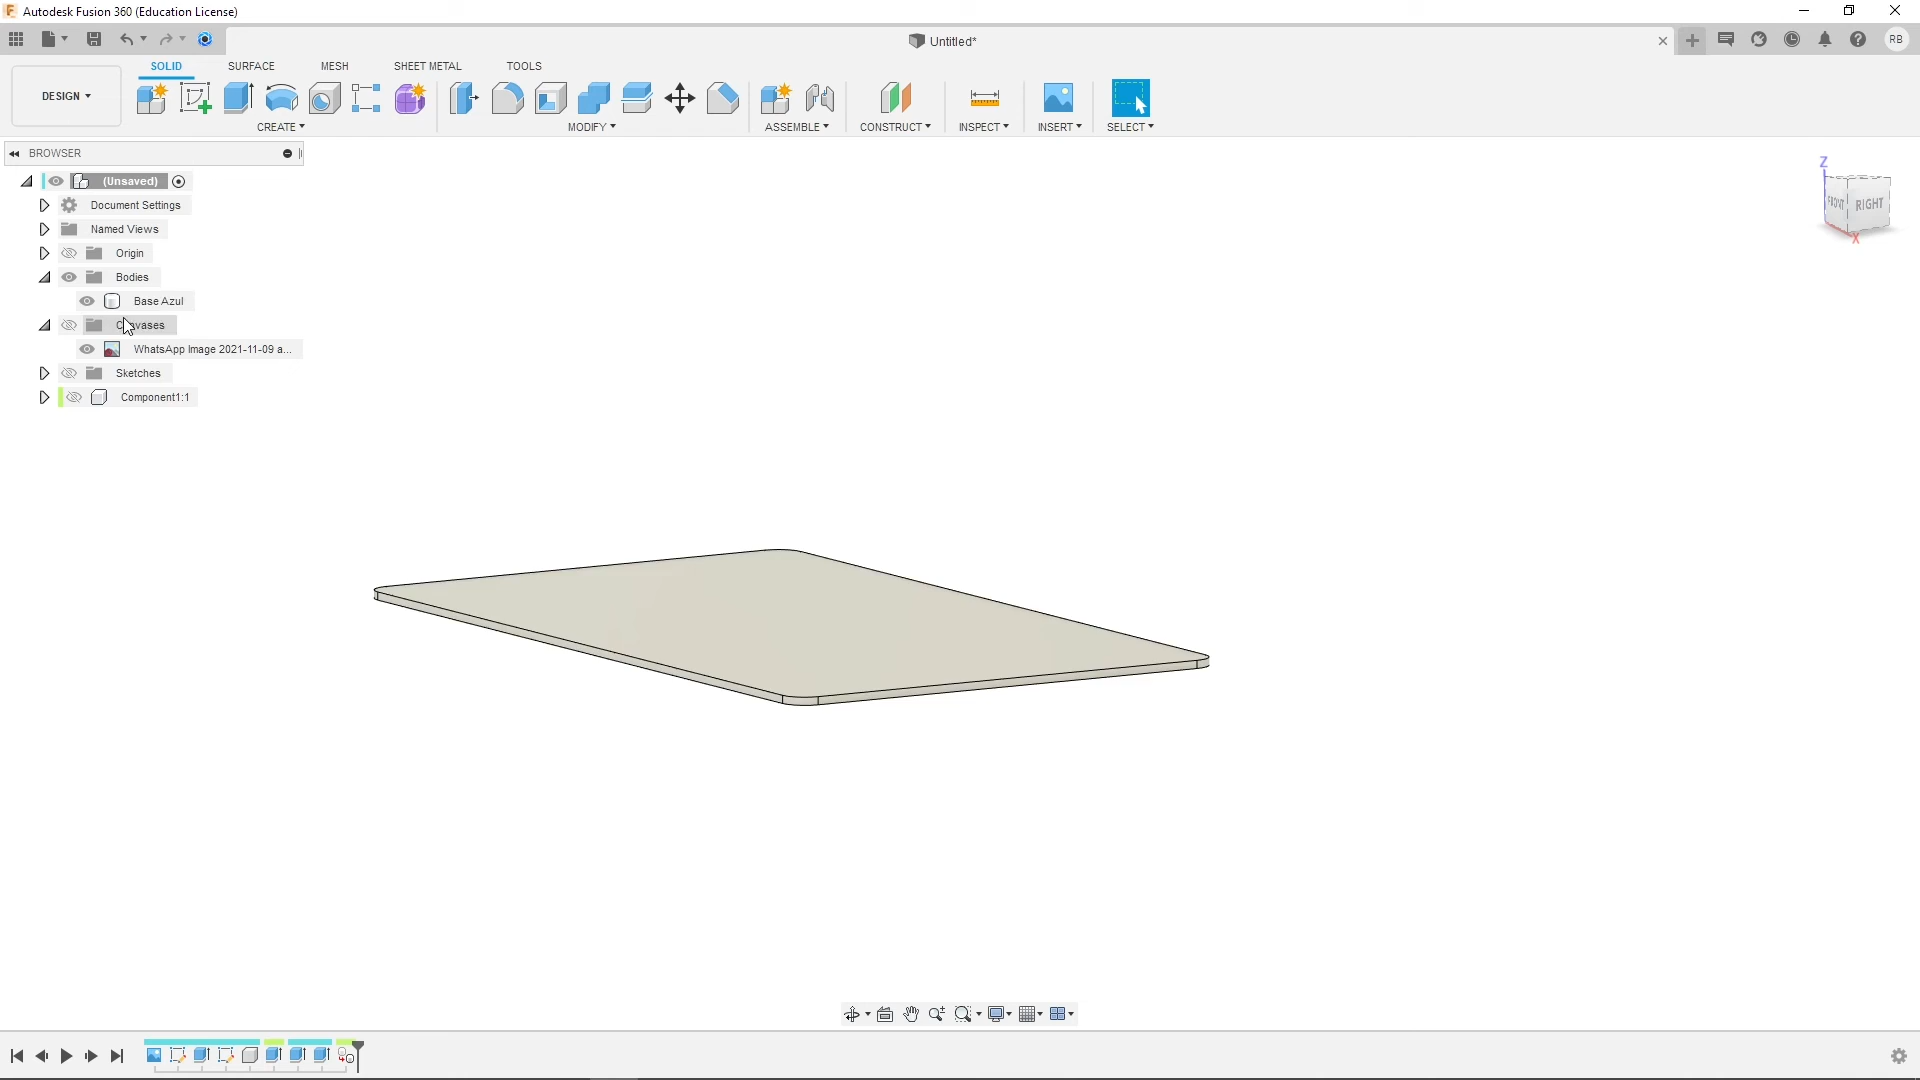 Autodesk Fusion 360 (Education License)
Untitled*
RB
DESIGN
SOLID
SURFACE
MESH
SHEET METAL
TOOLS
CREATE
MODIFY
ASSEMBLE
CONSTRUCT
INSPECT
INSERT
SELECT
BROWSER
(Unsaved)
Document Settings
Named Views
Origin
Bodies
Base Azul
WhatsApp Image 2021-11-09 a...
Sketches
Component1:1
Z
FRONT
RIGHT
X